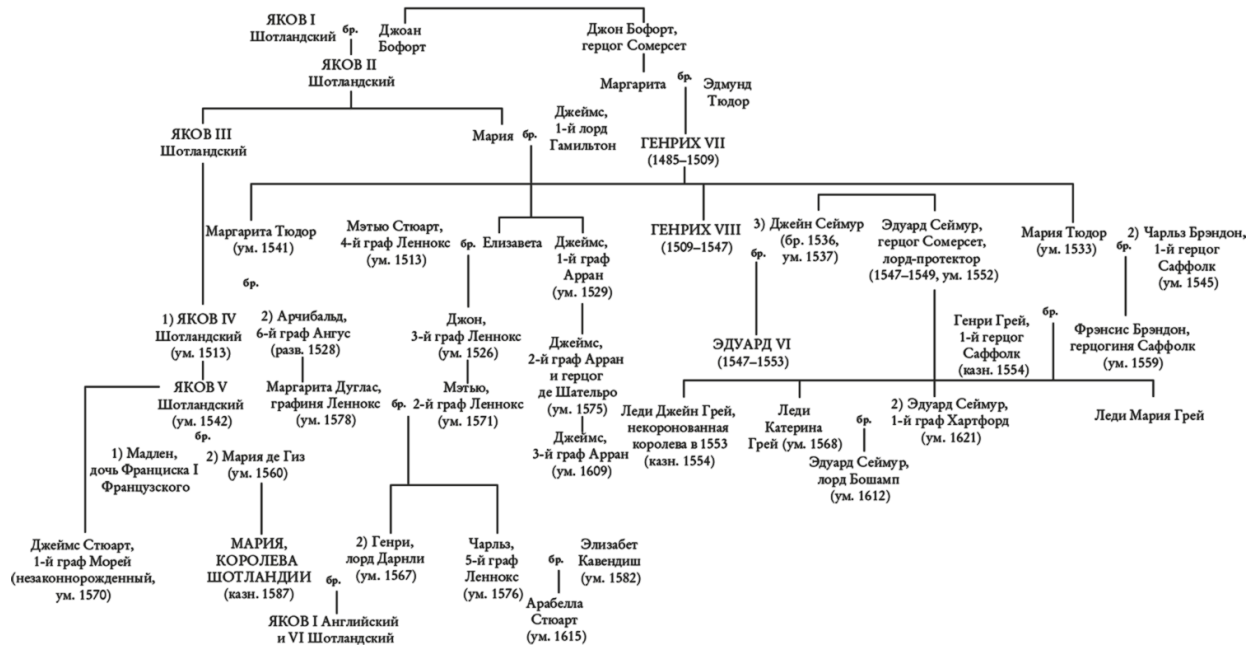 ЯКОВ I
Шотландский
бр.
Джоан
Бофорт
Джон Бофорт,
герцог Сомерсет
ЯКОВ II
Шотландский
Маргарита
бр.
Эдмунд
Тюдор
ЯКОВ III
Шотландский
Мария
бр.
Джеймс,
1-й лорд
Гамильтон
ГЕНРИХ VII
(1485–1509)
Маргарита Тюдор
(ум. 1541)
Мэтью Стюарт,
4-й граф Леннокс
(ум. 1513)
бр.
Елизавета
Джеймс,
1-й граф
Арран
(ум. 1529)
ГЕНРИХ VIII
(1509–1547)
3) Джейн Сеймур
(бр. 1536,
ум. 1537)
бр.
Эдуард Сеймур,
герцог Сомерсет,
лорд-протектор
(1547–1549, ум. 1552)
Мария Тюдор
(ум. 1533)
бр.
2) Чарльз Брэндон,
1-й герцог
Саффолк
(ум. 1545)
бр.
1) ЯКОВ IV
Шотландский
(ум. 1513)
2) Арчибальд,
6-й граф Ангус
(разв. 1528)
Джон,
3-й граф Леннокс
(ум. 1526)
Джеймс,
2-й граф Арран
и герцог
де Шательро
(ум. 1575)
ЭДУАРД VI
(1547–1553)
Генри Грей,
1-й герцог
Саффолк
(казн. 1554)
бр.
Фрэнсис Брэндон,
герцогиня Саффолк
(ум. 1559)
ЯКОВ V
Шотландский
(ум. 1542)
бр.
Маргарита Дуглас,
графиня Леннокс
(ум. 1578)
бр.
Мэтью,
2-й граф Леннокс
(ум. 1571)
Леди Джейн Грей,
некоронованная
королева в 1553
(казн. 1554)
Леди
Катерина
Грей (ум. 1568)
бр.
2) Эдуард Сеймур,
1-й граф Хартфорд
(ум. 1621)
Леди Мария Грей
1) Мадлен,
дочь Франциска I
Французского
2) Мария де Гиз
(ум. 1560)
Джеймс,
3-й граф Арран
(ум. 1609)
Эдуард Сеймур,
лорд Бошамп
(ум. 1612)
Джеймс Стюарт,
1-й граф Морей
(незаконнорожденный,
ум. 1570)
МАРИЯ,
КОРОЛЕВА
ШОТЛАНДИИ
(казн. 1587)
бр.
2) Генри,
лорд Дарнли
(ум. 1567)
Чарльз,
5-й граф
Леннокс
(ум. 1576)
бр.
Элизабет
Кавендиш
(ум. 1582)
ЯКОВ I Английский
и VI Шотландский
Арабелла
Стюарт
(ум. 1615)